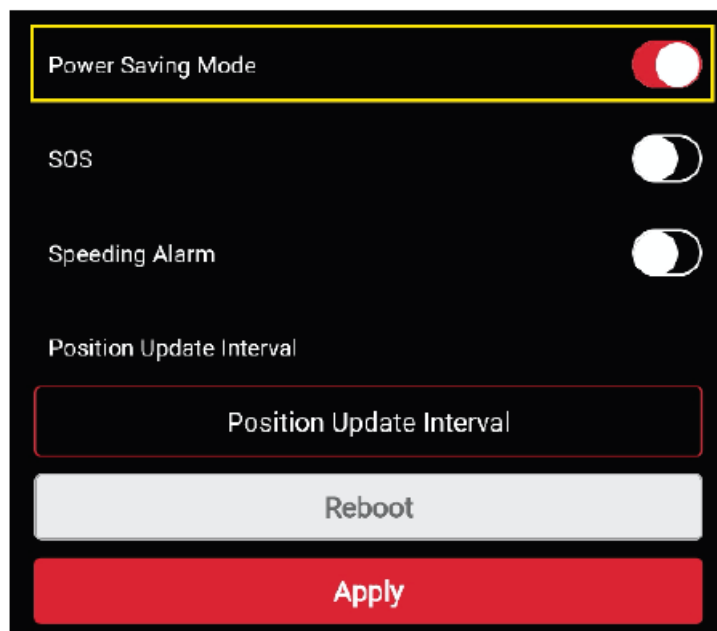 Power Saving Mode
SOS
Speeding Alarm
Position Update Interval
Position Update Interval
Reboot
Apply